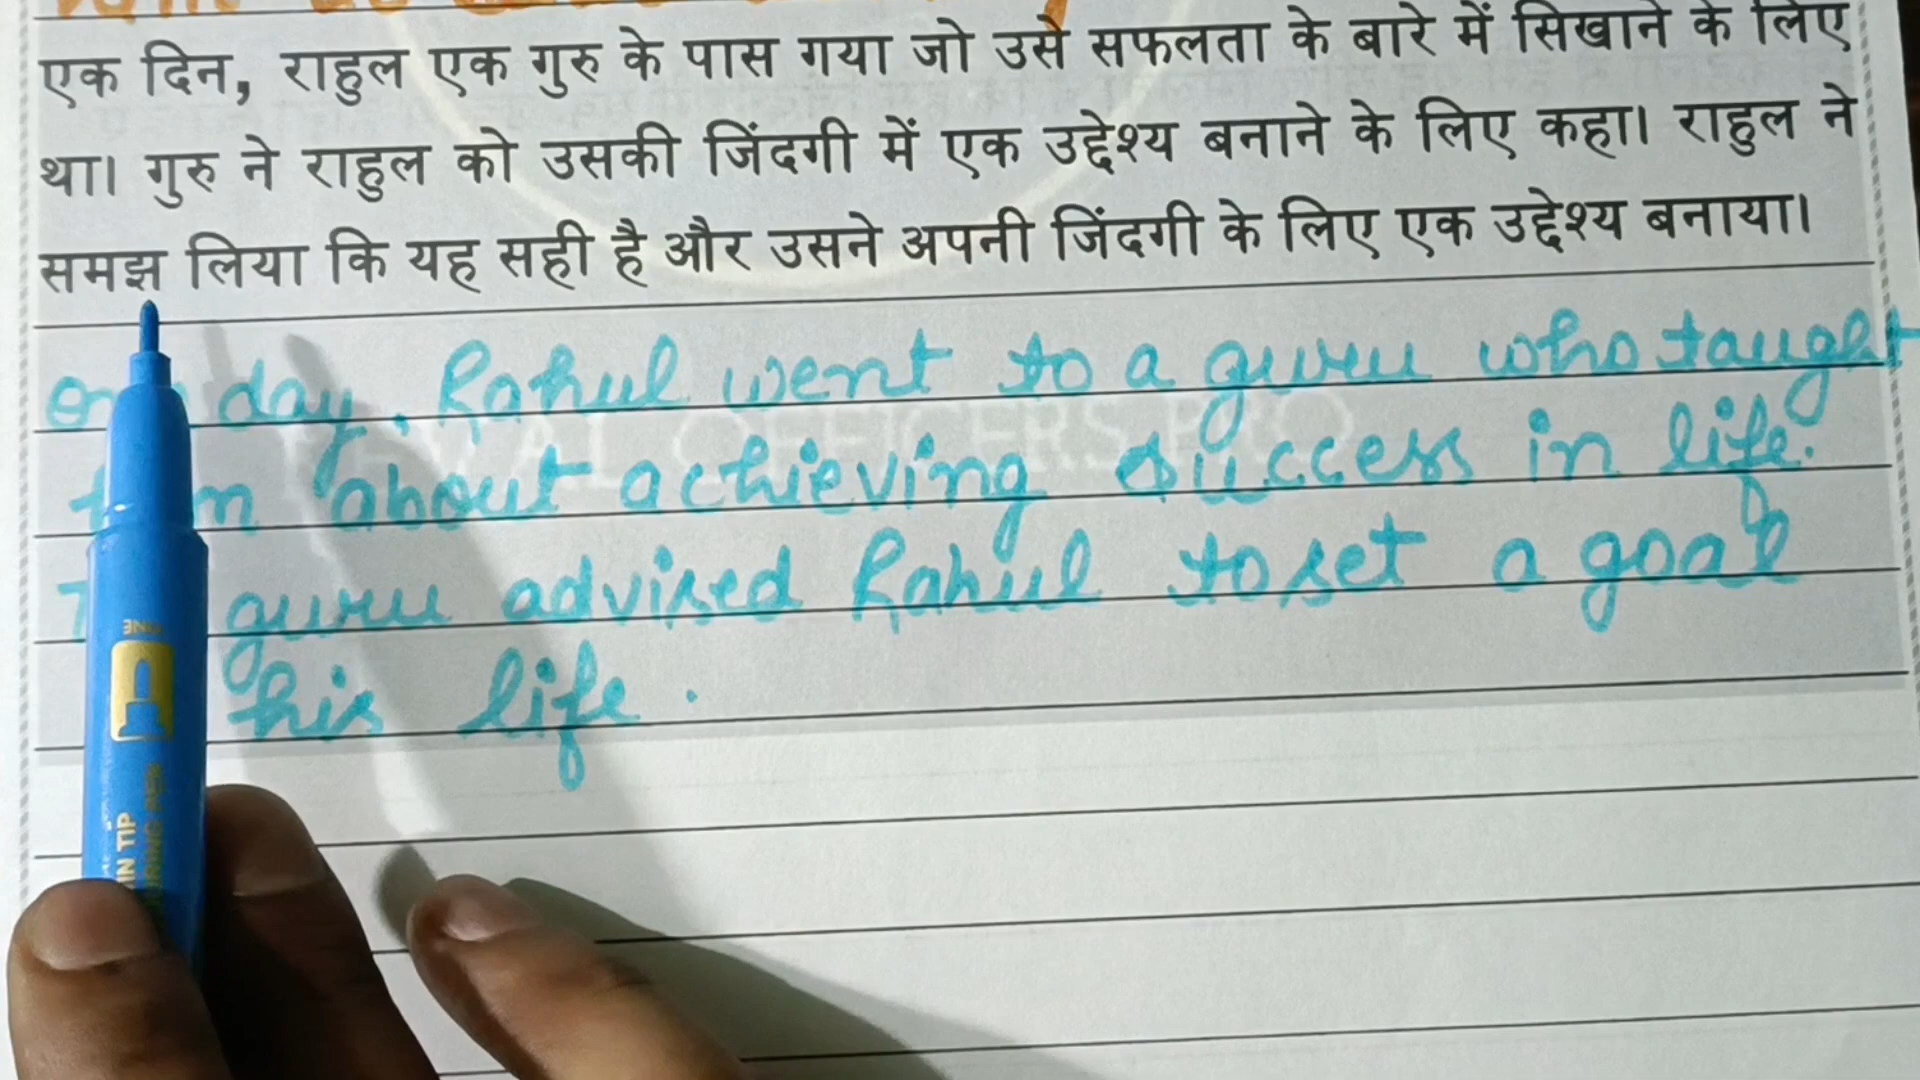 एक दिन, राहुल एक गुरु के पास गया जो उसे सफलता के बारे में सिखाने के लिए
था। गुरु ने राहुल को उसकी जिंदगी में एक उद्देश्य बनाने के लिए कहा। राहुल ने
समझ लिया कि यह सही है और उसने अपनी जिंदगी के लिए एक उद्देश्य बनाया।
day, Rahul went to a guru who taught
about achieving success in life.
guru advised Rahul to set a goal
his life.
OFFICERS PRO